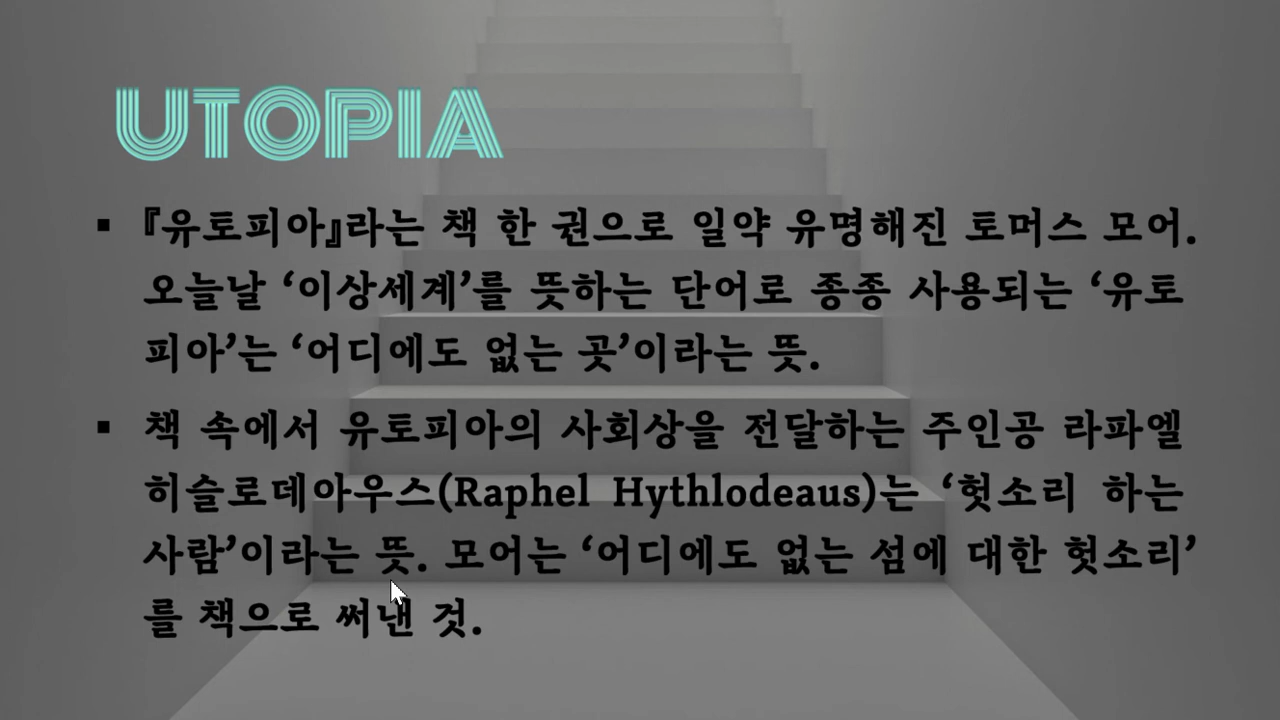 UTOPIA
▪ 『유토피아』라는 책 한 권으로 일약 유명해진 토머스 모어.
오늘날 ‘이상세계’를 뜻하는 단어로 종종 사용되는 ‘유토
피아’는 ‘어디에도 없는 곳’이라는 뜻.
▪ 책 속에서 유토피아의 사회상을 전달하는 주인공 라파엘
히슬로데아우스(Raphel Hythlodeaus)는 ‘헛소리 하는
사람’이라는 뜻. 모어는 ‘어디에도 없는 섬에 대한 헛소리’
를 책으로 써낸 것.